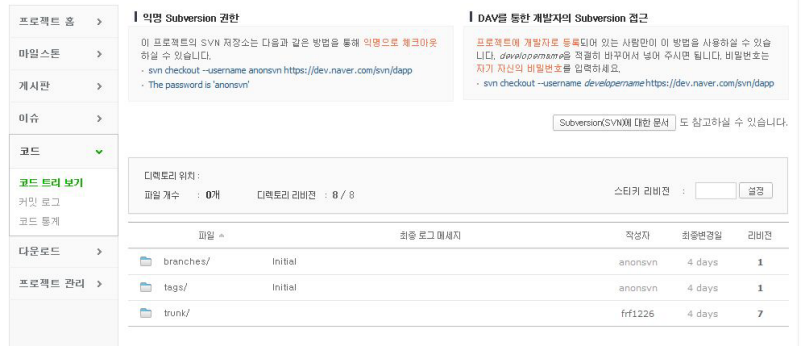 프로젝트 홈
마일스톤
게시판
이슈
코드
코드 트리 보기
커밋 로그
코드 통계
다운로드
프로젝트 관리
익명 Subversion 권한
이 프로젝트의 SVN 저장소는 다음과 같은 방법을 통해 익명으로 체크아웃
하실 수 있습니다.
- svn checkout --username anonsvn https://dev.naver.com/svn/dapp
- The password is 'anonsvn'
DAV를 통한 개발자의 Subversion 접근
프로젝트에 개발자로 등록되어 있는 사람만이 이 방법을 사용하실 수 있습
니다. developername을 적절히 바꾸어서 넣어 주시면 됩니다. 비밀번호는
자기 자신의 비밀번호를 입력하세요.
- svn checkout --username developername https://dev.naver.com/svn/dapp
Subversion(SVN)에 대한 문서 도 참고하실 수 있습니다.
디렉토리 위치 :
파일 개수 : 0개 디렉토리 리비전 : 8 / 8 스티키 리비전 : 설정
파일 최종 로그 메세지 작성자 최종변경일 리비전
branches/ Initial anonsvn 4 days 1
tags/ Initial anonsvn 4 days 1
trunk/ frf1226 4 days 7